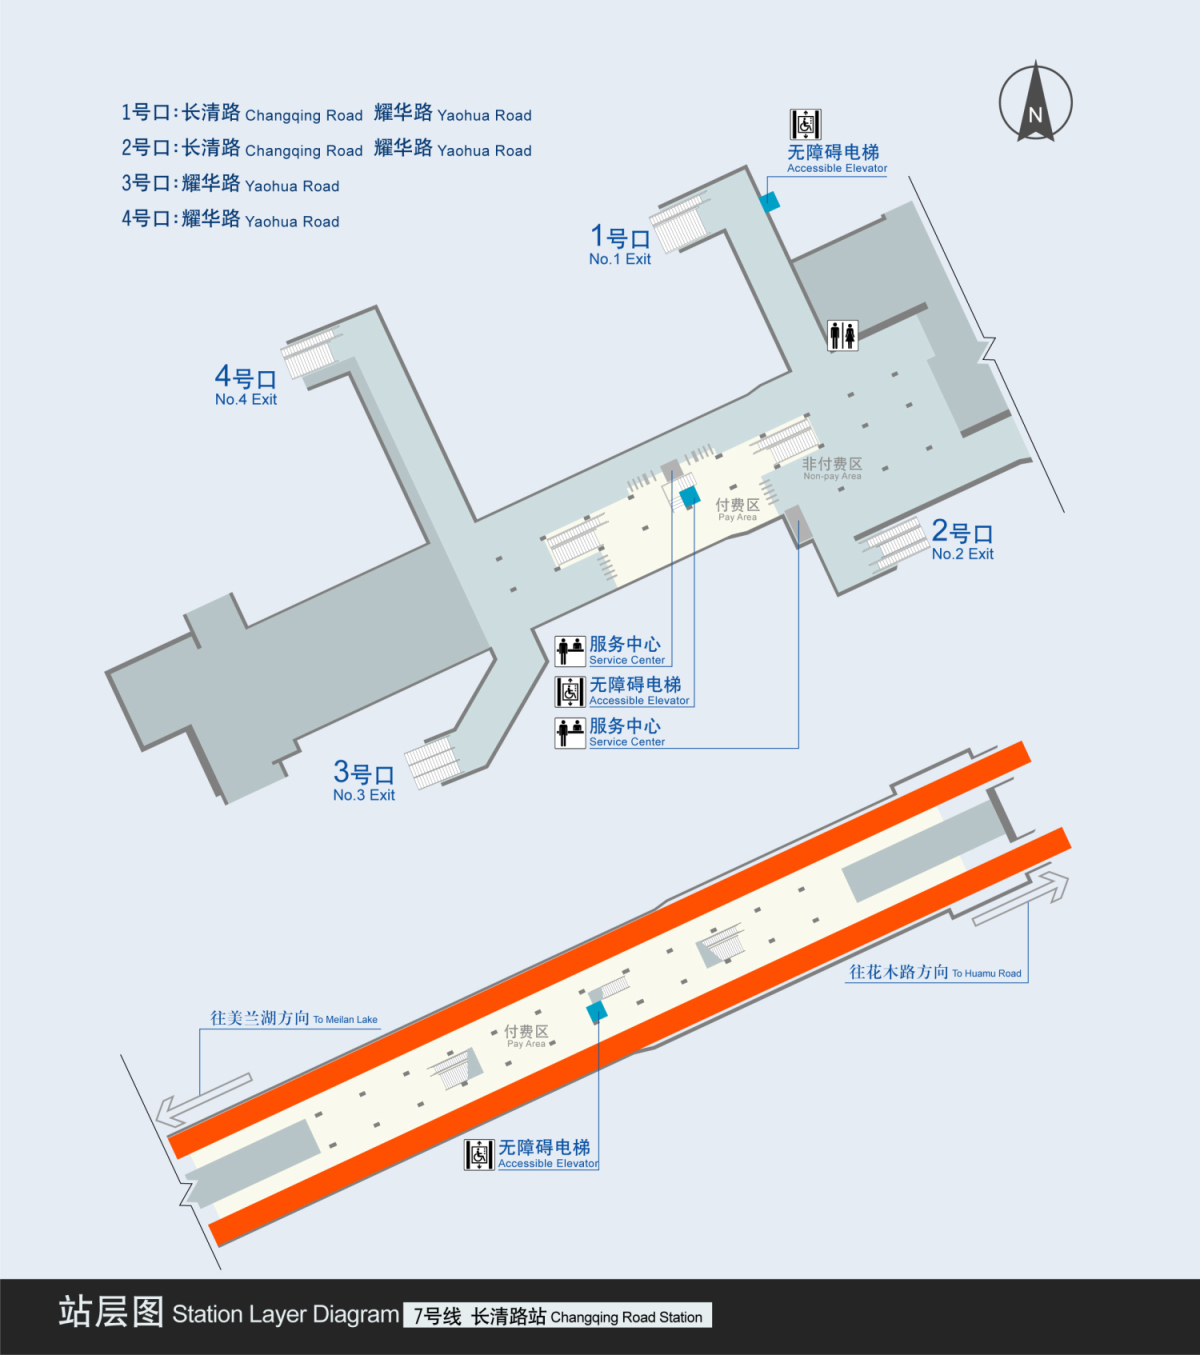 1号口：长清路 Changqing Road 耀华路 Yaohua Road
2号口：长清路 Changqing Road 耀华路 Yaohua Road
3号口：耀华路 Yaohua Road
4号口：耀华路 Yaohua Road
N
无障碍电梯
Accessible Elevator
1号口
No.1 Exit
4号口
No.4 Exit
非付费区
Non-pay Area
付费区
Pay Area
2号口
No.2 Exit
服务中心
Service Center
无障碍电梯
Accessible Elevator
服务中心
Service Center
3号口
No.3 Exit
往花木路方向 To Huamu Road
往美兰湖方向 To Meilan Lake
付费区
Pay Area
无障碍电梯
Accessible Elevator
站层图 Station Layer Diagram 7号线 长清路站 Changqing Road Station